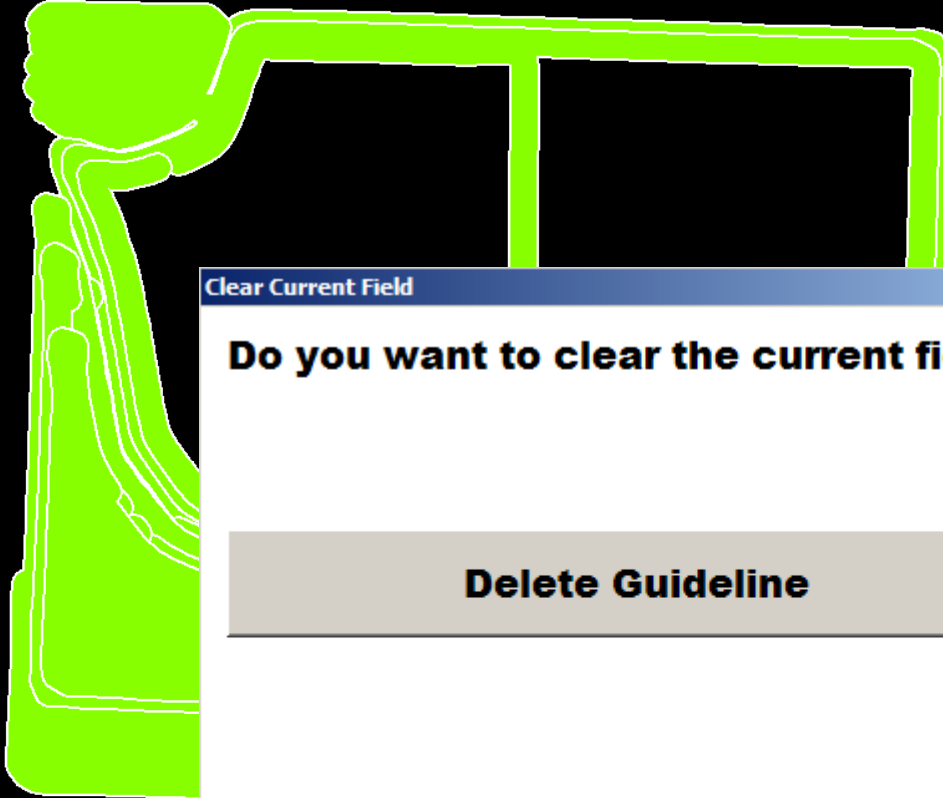 Clear Current Field
Do you want to clear the current fi
Delete Guideline